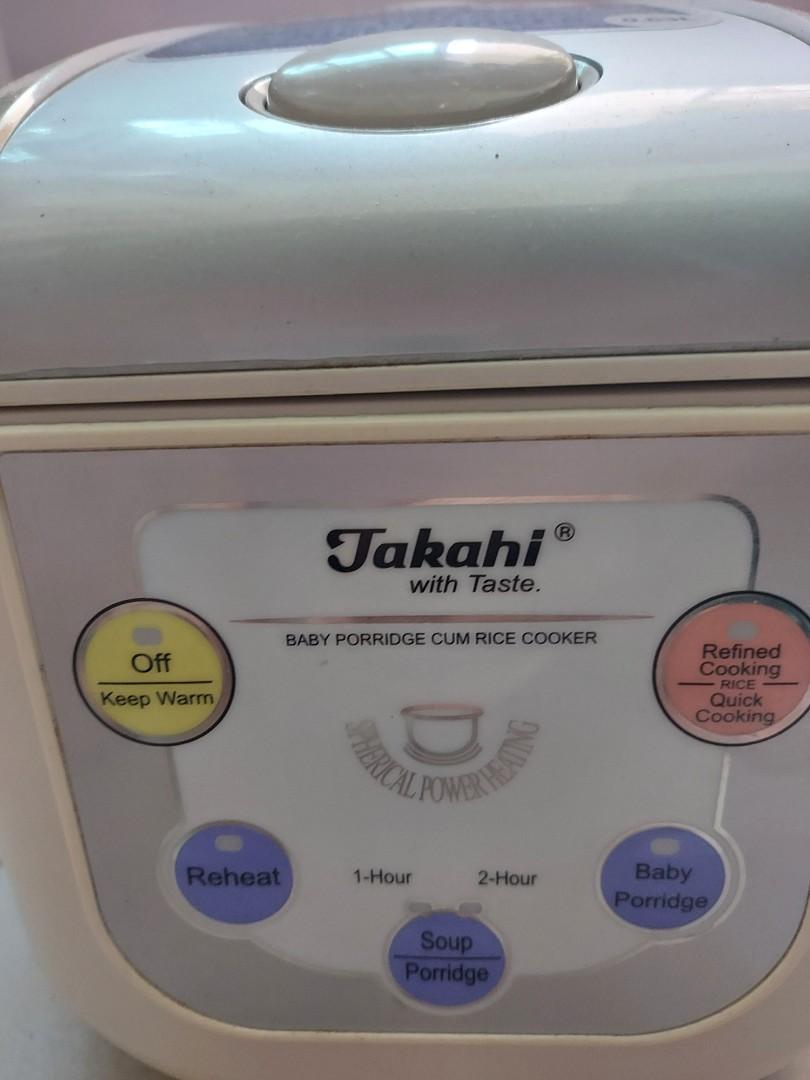 Takahi®
with Taste.
BABY PORRIDGE CUM RICE COOKER
Off
Keep Warm
Refined
Cooking
RICE
Quick
Cooking
SPHERICAL POWER HEATING
Reheat
1-Hour
2-Hour
Baby
Porridge
Soup
Porridge